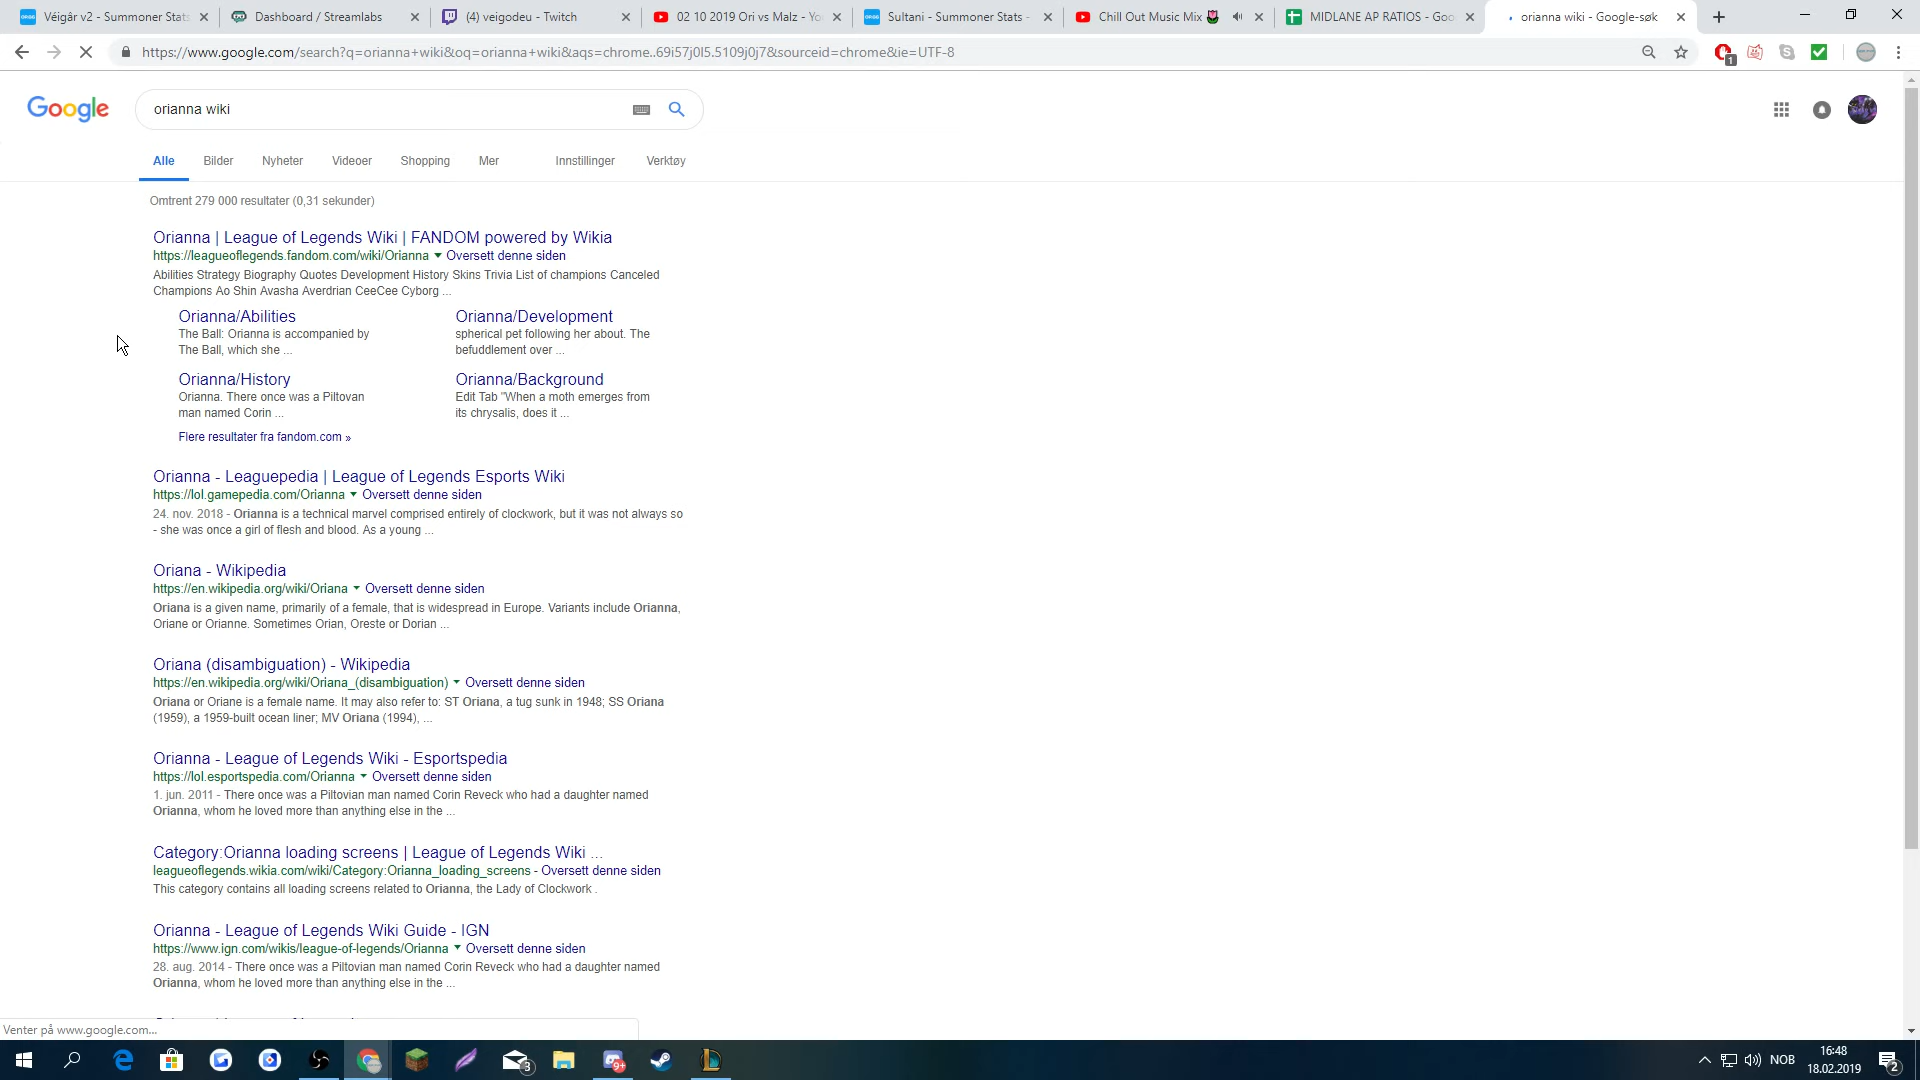 Véigår v2 - Summoner Stats
Dashboard / Streamlabs
(4) veigodeu - Twitch
02 10 2019 Ori vs Malz - Yo
Sultani - Summoner Stats -
Chill Out Music Mix
MIDLANE AP RATIOS - Goo
orianna wiki - Google-søk
https://www.google.com/search?q=orianna+wiki&oq=orianna+wiki&aqs=chrome..69i57j0l5.5109j0j7&sourceid=chrome&ie=UTF-8
1
Google
orianna wiki
Alle
Bilder
Nyheter
Videoer
Shopping
Mer
Innstillinger
Verktøy
Omtrent 279 000 resultater (0,31 sekunder)
Orianna | League of Legends Wiki | FANDOM powered by Wikia
https://leagueoflegends.fandom.com/wiki/Orianna Oversett denne siden
Abilities Strategy Biography Quotes Development History Skins Trivia List of champions Canceled
Champions Ao Shin Avasha Averdrian CeeCee Cyborg ...
Orianna/Abilities
The Ball: Orianna is accompanied by
The Ball, which she ...
Orianna/Development
spherical pet following her about. The
befuddlement over ...
Orianna/History
Orianna. There once was a Piltovan
man named Corin ...
Orianna/Background
Edit Tab "When a moth emerges from
its chrysalis, does it ...
Flere resultater fra fandom.com »
Orianna - Leaguepedia | League of Legends Esports Wiki
https://lol.gamepedia.com/Orianna Oversett denne siden
24. nov. 2018 - Orianna is a technical marvel comprised entirely of clockwork, but it was not always so
- she was once a girl of flesh and blood. As a young ...
Oriana - Wikipedia
https://en.wikipedia.org/wiki/Oriana Oversett denne siden
Oriana is a given name, primarily of a female, that is widespread in Europe. Variants include Orianna,
Oriane or Orianne. Sometimes Orian, Oreste or Dorian ...
Oriana (disambiguation) - Wikipedia
https://en.wikipedia.org/wiki/Oriana_(disambiguation) Oversett denne siden
Oriana or Oriane is a female name. It may also refer to: ST Oriana, a tug sunk in 1948; SS Oriana
(1959), a 1959-built ocean liner; MV Oriana (1994), ...
Orianna - League of Legends Wiki - Esportspedia
https://lol.esportspedia.com/Orianna Oversett denne siden
1. jun. 2011 - There once was a Piltovian man named Corin Reveck who had a daughter named
Orianna, whom he loved more than anything else in the ...
Category:Orianna loading screens | League of Legends Wiki ...
leagueoflegends.wikia.com/wiki/Category:Orianna_loading_screens - Oversett denne siden
This category contains all loading screens related to Orianna, the Lady of Clockwork .
Orianna - League of Legends Wiki Guide - IGN
https://www.ign.com/wikis/league-of-legends/Orianna Oversett denne siden
28. aug. 2014 - There once was a Piltovian man named Corin Reveck who had a daughter named
Orianna, whom he loved more than anything else in the ...
Venter på www.google.com...
3
9+
NOB
16:48
18.02.2019
2